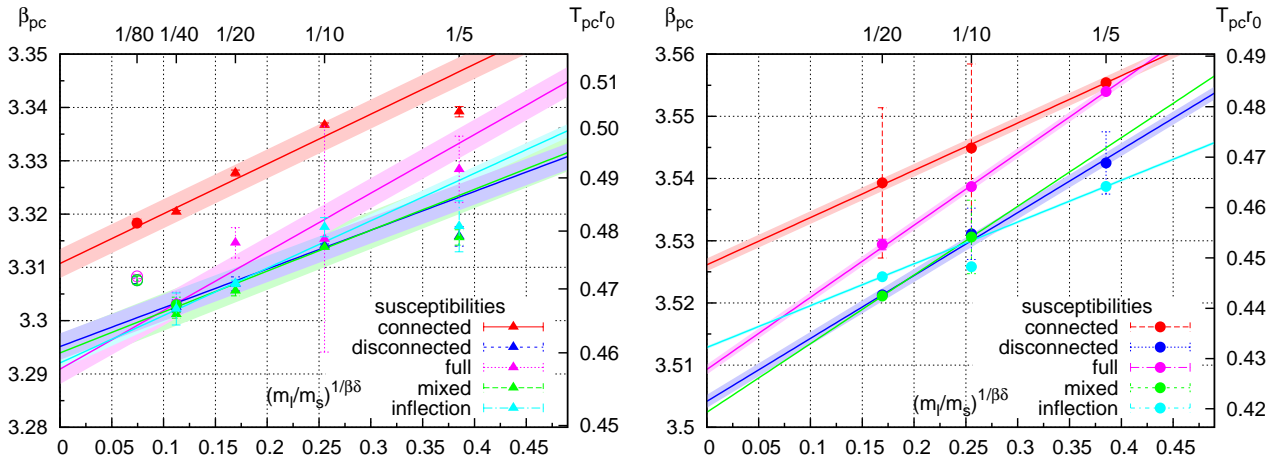 β_pc
T_pc r_0
1/80 1/40 1/20 1/10 1/5
3.35
3.34
3.33
3.32
3.31
3.3
3.29
3.28
0.51
0.50
0.49
0.48
0.47
0.46
0.45
susceptibilities
connected
disconnected
full
mixed
inflection
(m_l/m_s)^1/βδ
0 0.05 0.1 0.15 0.2 0.25 0.3 0.35 0.4 0.45
β_pc
T_pc r_0
1/20 1/10 1/5
3.56
3.55
3.54
3.53
3.52
3.51
3.5
0.49
0.48
0.47
0.46
0.45
0.44
0.43
0.42
susceptibilities
connected
disconnected
full
mixed
inflection
(m_l/m_s)^1/βδ
0 0.05 0.1 0.15 0.2 0.25 0.3 0.35 0.4 0.45